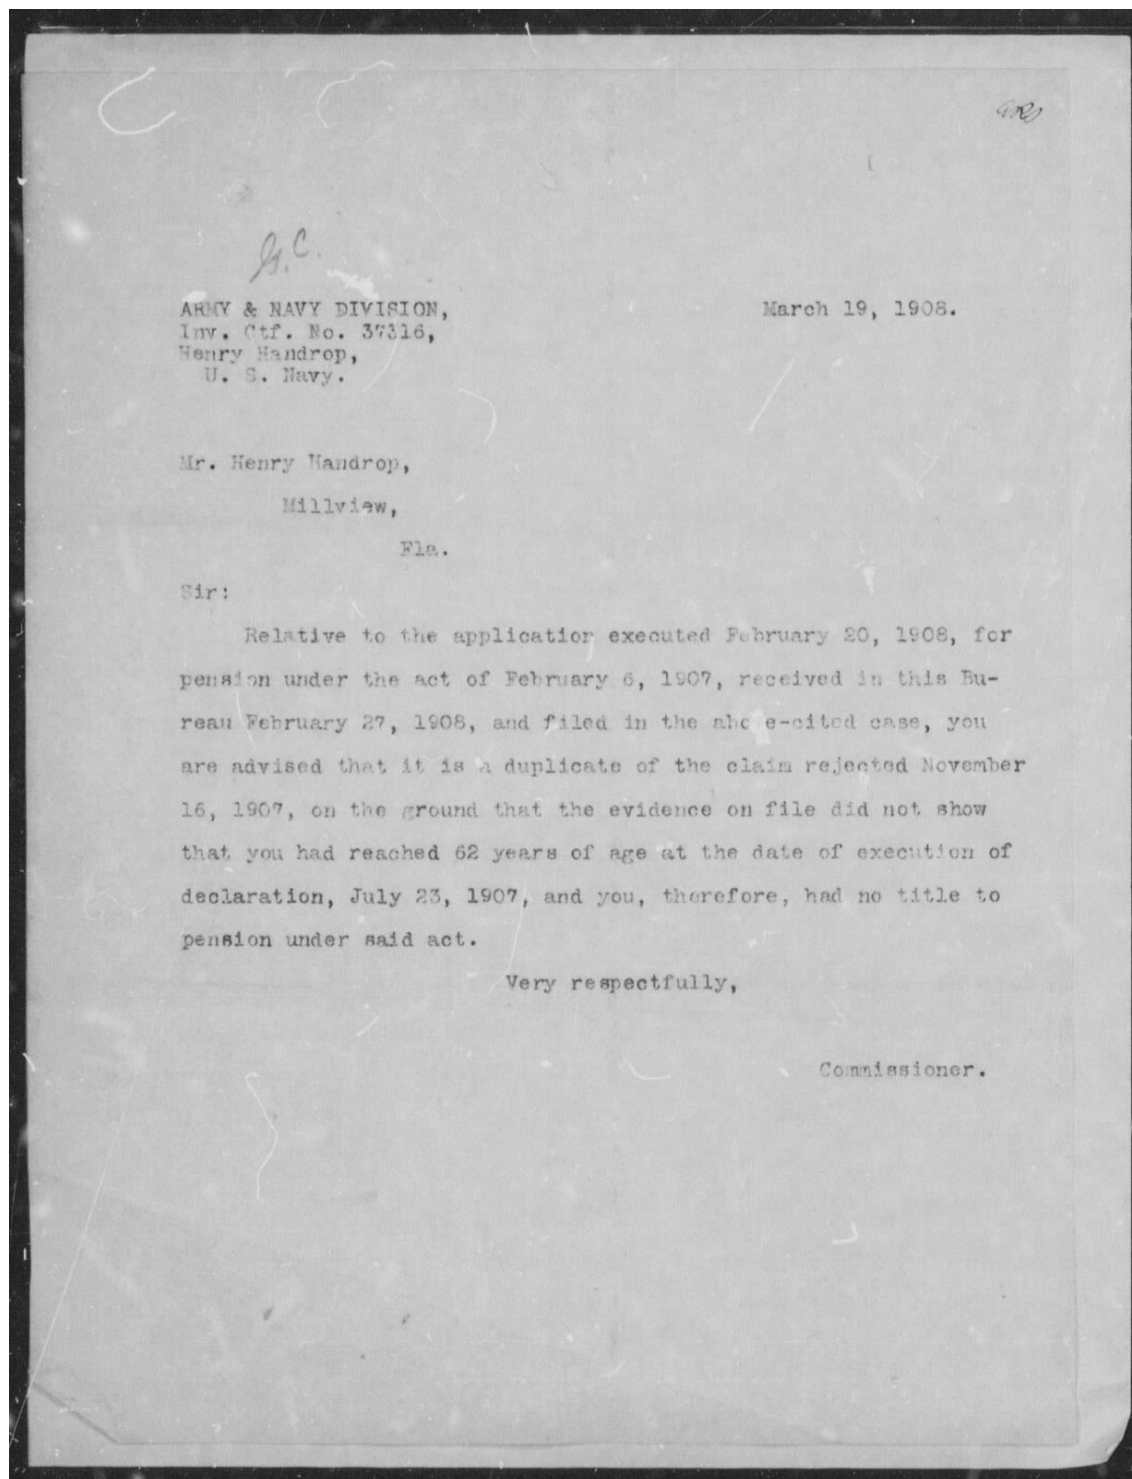 G.C.
ARMY & NAVY DIVISION,
March 19, 1908.
Inv. Ctf. No. 37316,
Henry Handrop,
U. S. Navy.
Mr. Henry Handrop,
Millview,
Fla.
Sir:
Relative to the application executed February 20, 1908, for
pension under the act of February 6, 1907, received in this Bu-
reau February 27, 1908, and filed in the above-cited case, you
are advised that it is a duplicate of the claim rejected November
16, 1907, on the ground that the evidence on file did not show
that you had reached 62 years of age at the date of execution of
declaration, July 23, 1907, and you, therefore, had no title to
pension under said act.
Very respectfully,
Commissioner.